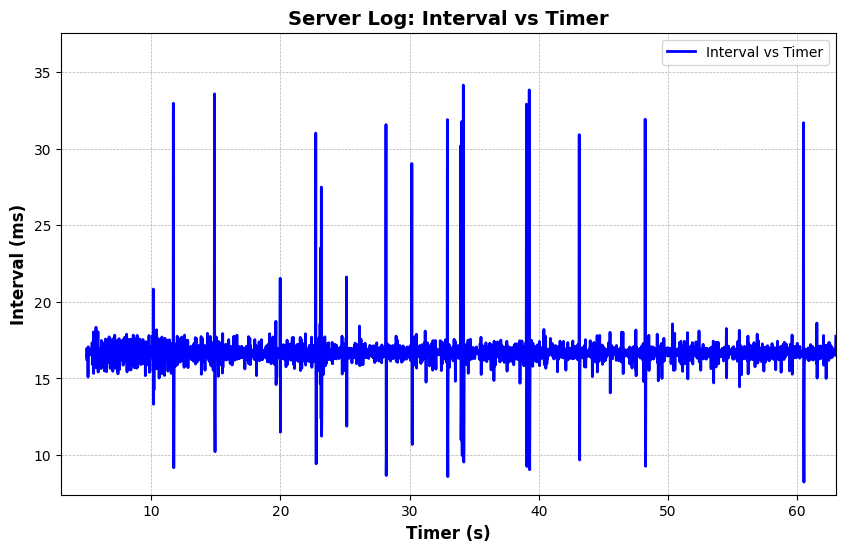 Server Log: Interval vs Timer
Interval vs Timer
35
30
25
20
15
10
Interval (ms)
10 20 30 40 50 60
Timer (s)